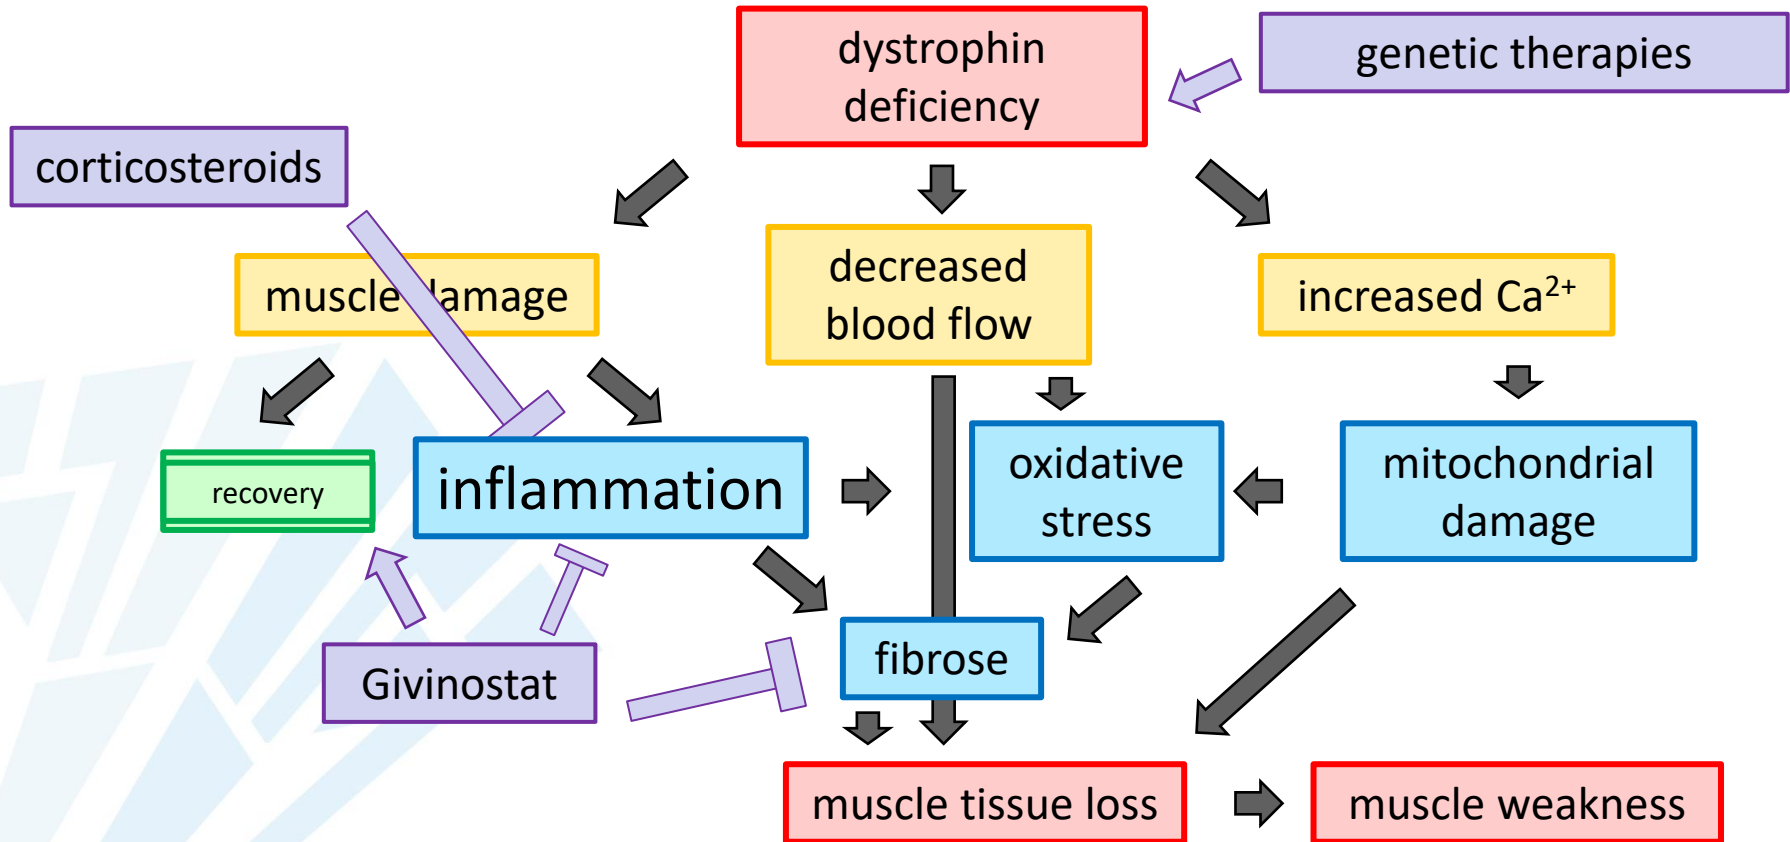 dystrophin
deficiency
genetic therapies
corticosteroids
muscle damage
decreased
blood flow
increased Ca²⁺
recovery
inflammation
oxidative
stress
mitochondrial
damage
Givinostat
fibrose
muscle tissue loss
muscle weakness